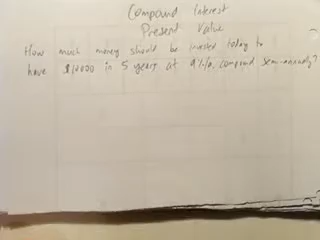 Compound Interest
Present Value
How much money should be invested today to
have $10000 in 5 years at 9% compound semi-annualy?